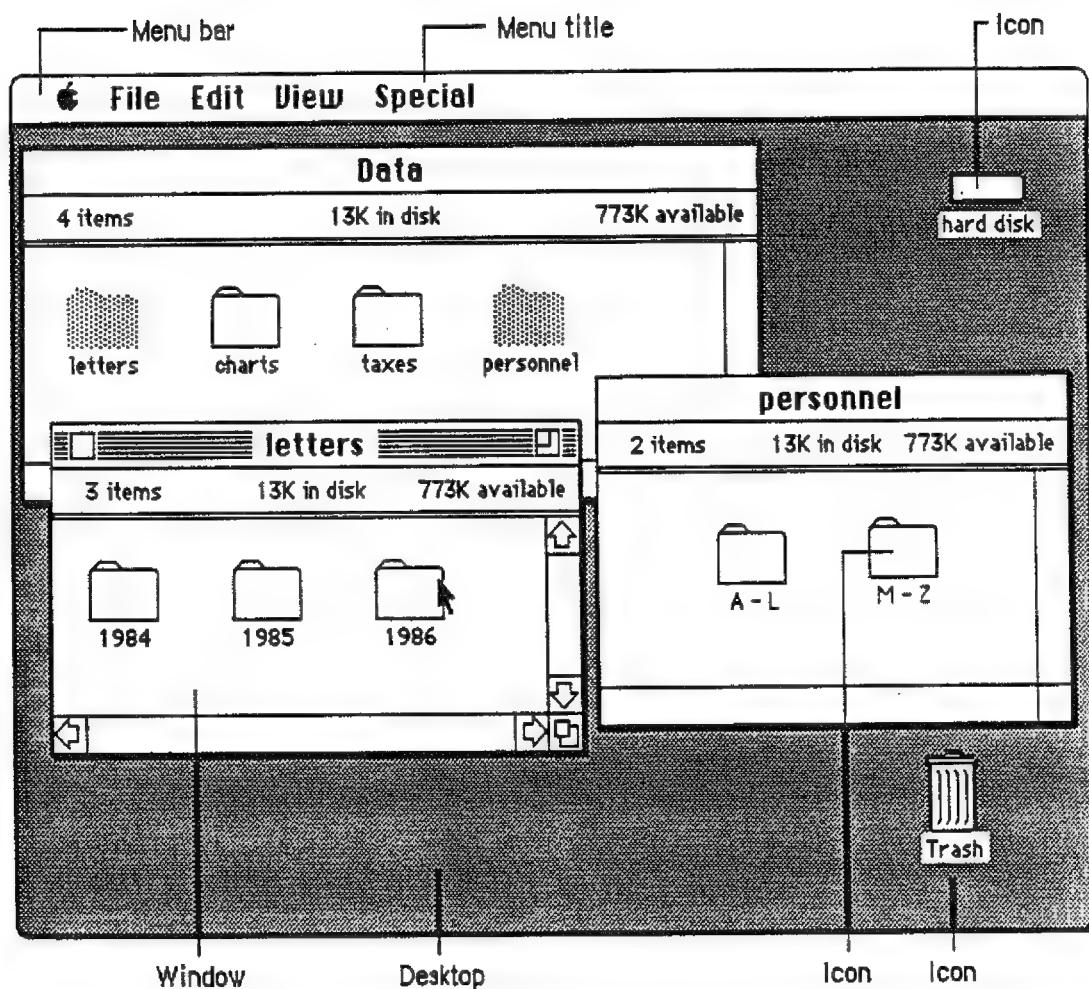 Menu bar
Menu title
Icon
File Edit View Special
Data
4 items 13K in disk 773K available
hard disk
letters charts taxes personnel
personnel
2 items 13K in disk 773K available
letters
3 items 13K in disk 773K available
A - L M - Z
1984 1985 1986
Trash
Window Desktop Icon Icon